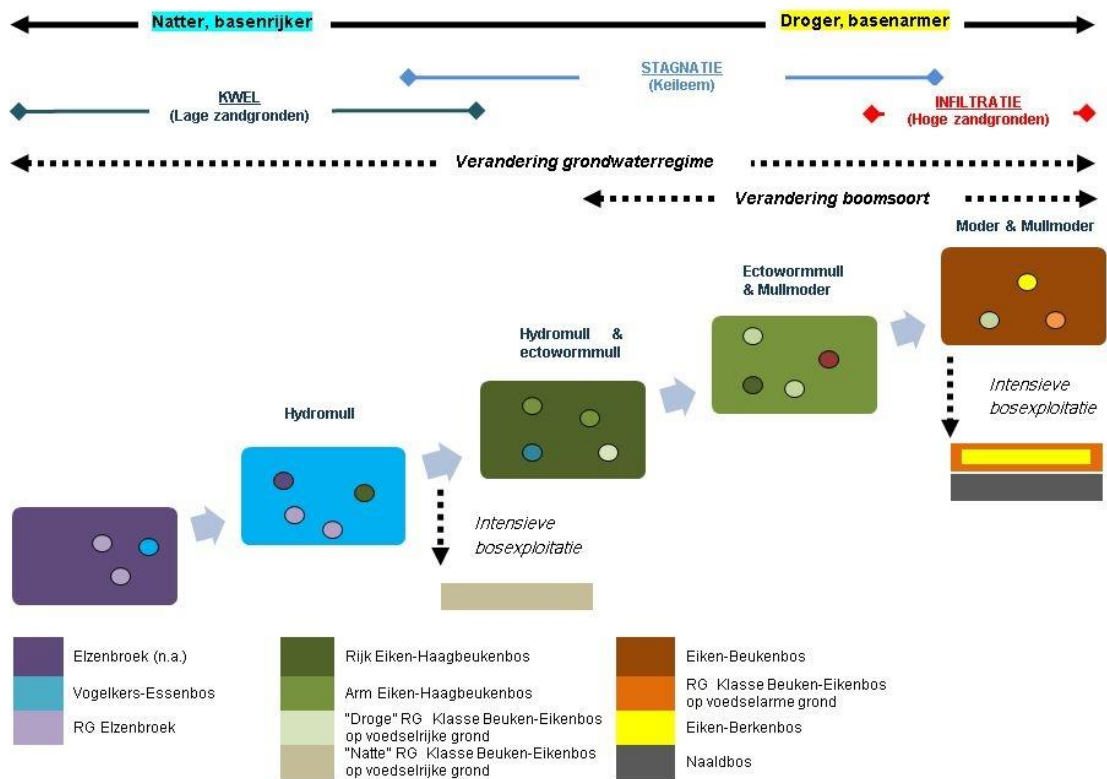 Natter, basenrijker
Droger, basenarmer
STAGNATIE
(Keileem)
KWEL
(Lage zandgronden)
INFILTRATIE
(Hoge zandgronden)
Verandering grondwaterregime
Verandering boomsoort
Moder & Mullmoder
Ectowormmull
& Mullmoder
Hydromull &
ectowormmull
Hydromull
Intensieve
bosexploitatie
Intensieve
bosexploitatie
Elzenbroek (n.a.)
Vogelkers-Essenbos
RG Elzenbroek
Rijk Eiken-Haagbeukenbos
Arm Eiken-Haagbeukenbos
"Droge" RG Klasse Beuken-Eikenbos
op voedselrijke grond
"Natte" RG Klasse Beuken-Eikenbos
op voedselrijke grond
Eiken-Beukenbos
RG Klasse Beuken-Eikenbos
op voedselarme grond
Eiken-Berkenbos
Naaldbos